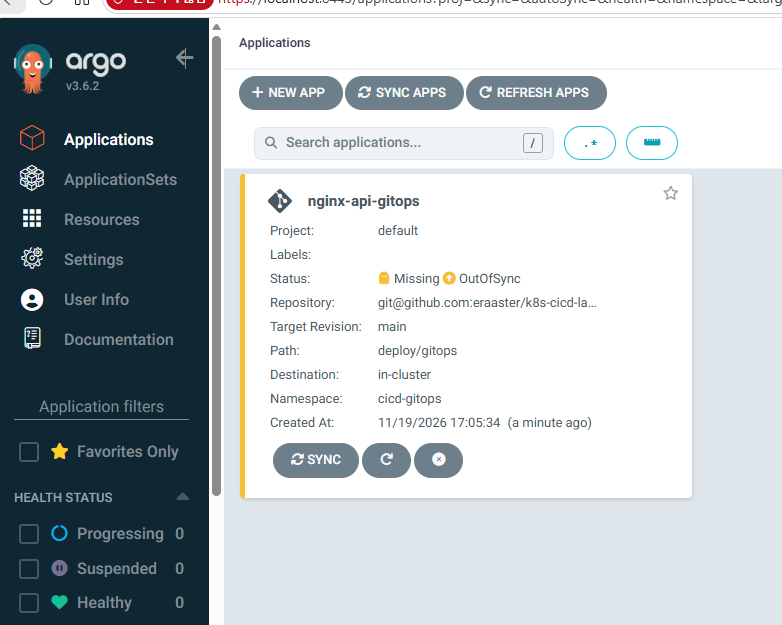 Applications
argo
v3.6.2
Applications
ApplicationSets
Resources
Settings
User Info
Documentation
Application filters
Favorites Only
HEALTH STATUS
Progressing 0
Suspended 0
Healthy 0
+ NEW APP
SYNC APPS
REFRESH APPS
Search applications...
/
.*
nginx-api-gitops
Project: default
Labels:
Status: Missing OutOfSync
Repository: git@github.com:eraaster/k8s-cicd-la...
Target Revision: main
Path: deploy/gitops
Destination: in-cluster
Namespace: cicd-gitops
Created At: 11/19/2026 17:05:34 (a minute ago)
SYNC